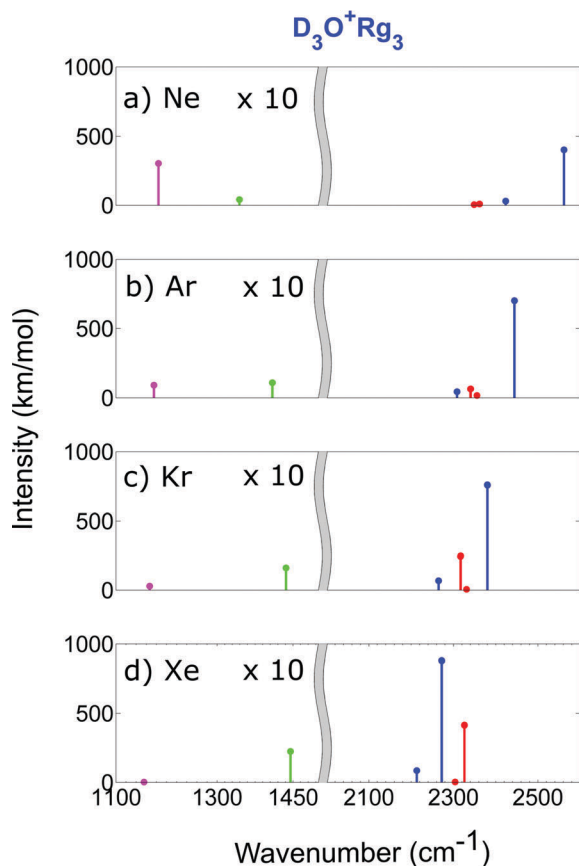 D₃O⁺Rg₃
1000
a) Ne x 10
500
0
1000
b) Ar x 10
500
0
1000
c) Kr x 10
500
0
1000
d) Xe x 10
500
0
1100 1300 1450 2100 2300 2500
Intensity (km/mol)
Wavenumber (cm⁻¹)